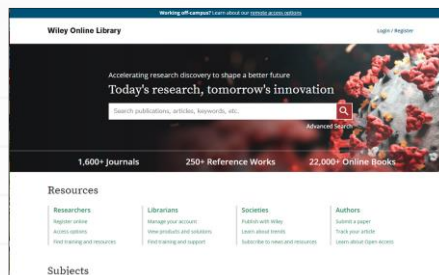 Working off-campus? Learn about our remote access options
Wiley Online Library
Login / Register
Accelerating research discovery to shape a better future
Today's research, tomorrow's innovation
Search publications, articles, keywords, etc.
Advanced Search
1,600+ Journals 250+ Reference Works 22,000+ Online Books
Resources
Researchers
Register online
Access options
Find training and resources
Librarians
Manage your account
View products and solutions
Find training and support
Societies
Publish with Wiley
Learn about trends
Subscribe to news and resources
Authors
Submit a paper
Track your article
Learn about Open Access
Subjects